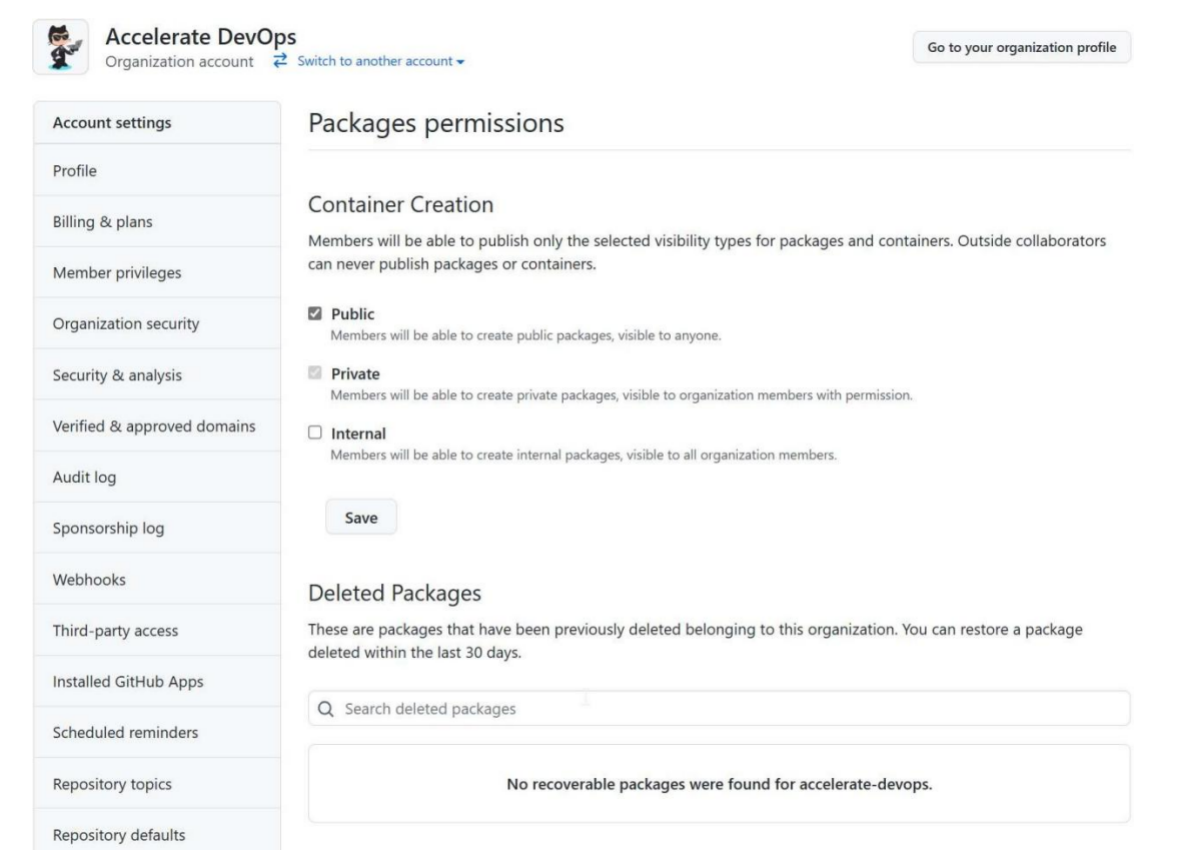 Accelerate DevOps
Organization account Switch to another account
Go to your organization profile
Account settings
Profile
Billing & plans
Member privileges
Organization security
Security & analysis
Verified & approved domains
Audit log
Sponsorship log
Webhooks
Third-party access
Installed GitHub Apps
Scheduled reminders
Repository topics
Repository defaults
Packages permissions
Container Creation
Members will be able to publish only the selected visibility types for packages and containers. Outside collaborators
can never publish packages or containers.
Public
Members will be able to create public packages, visible to anyone.
Private
Members will be able to create private packages, visible to organization members with permission.
Internal
Members will be able to create internal packages, visible to all organization members.
Save
Deleted Packages
These are packages that have been previously deleted belonging to this organization. You can restore a package
deleted within the last 30 days.
Search deleted packages
No recoverable packages were found for accelerate-devops.